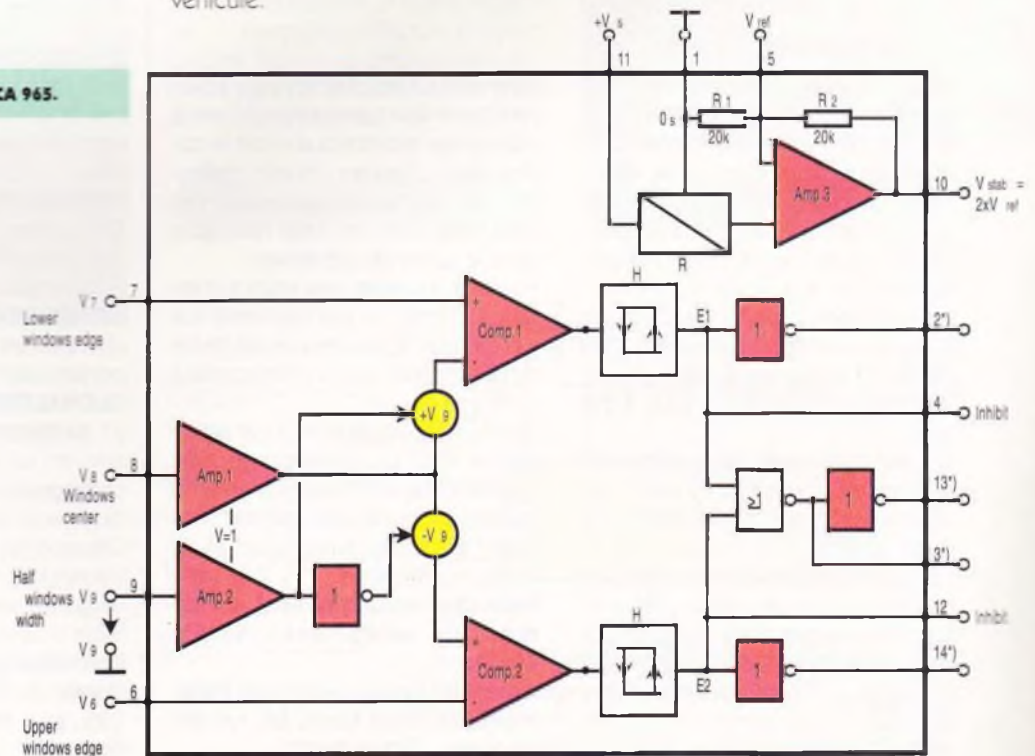 véhicule.
CA 965.
+V s
V ref
11
1
5
0s
R 1
20k
R 2
20k
Amp.3
10
V stab =
2xV ref
R
H
V 7
7
Lower
windows edge
+
Comp.1
-
E1
1
2*)
+V 9
4
Inhibit
V 8
8
Windows
center
Amp.1
V=1
-V 9
1
13*)
3*)
Half
windows
width
V 9
9
Amp.2
1
12
Inhibit
V 9
H
+
Comp.2
-
E2
1
14*)
V 6
6
Upper
windows edge